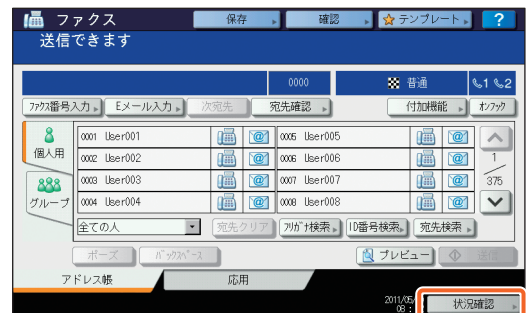 ファクス 保存 確認 テンプレート ?
送信できます
0000 普通 1 2
ファクス番号入力 Eメール入力 次宛先 宛先確認 付加機能 オンフック
個人用
グループ
0001 User001 0005 User005
0002 User002 0006 User006
0003 User003 0007 User007
0004 User004 0008 User008
1
375
全ての人 宛先クリア フリガナ検索 ID番号検索 宛先検索
ポーズ バックスペース プレビュー 送信
アドレス帳 応用
2011/05/
08 : 状況確認